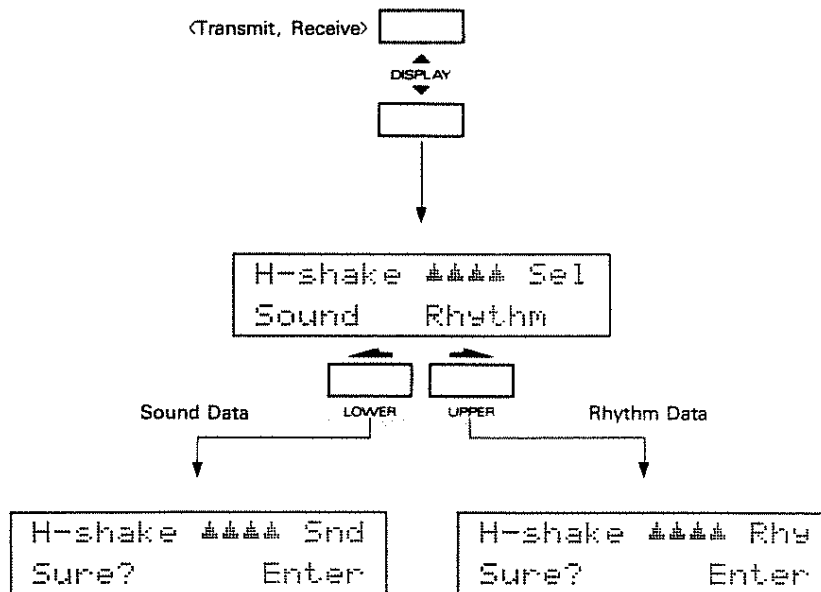 <Transmit, Receive>
DISPLAY
H-shake Sel
Sound Rhythm
LOWER UPPER
Sound Data Rhythm Data
H-shake Snd
Sure? Enter
H-shake Rhy
Sure? Enter